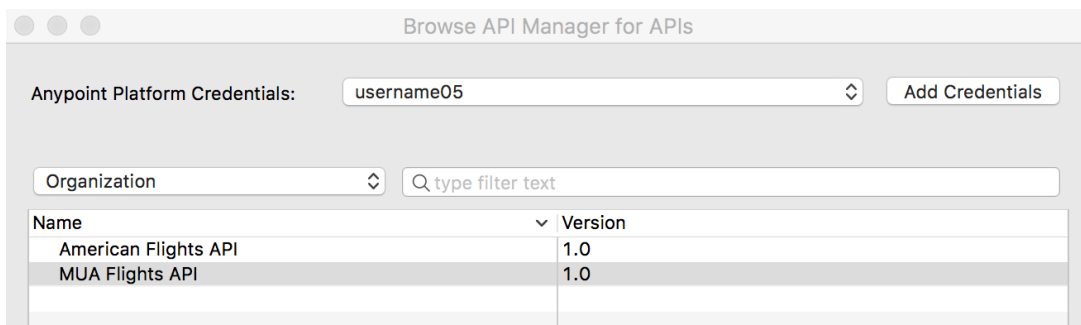 Browse API Manager for APIs
Anypoint Platform Credentials: username05 Add Credentials
Organization type filter text
Name Version
American Flights API 1.0
MUA Flights API 1.0